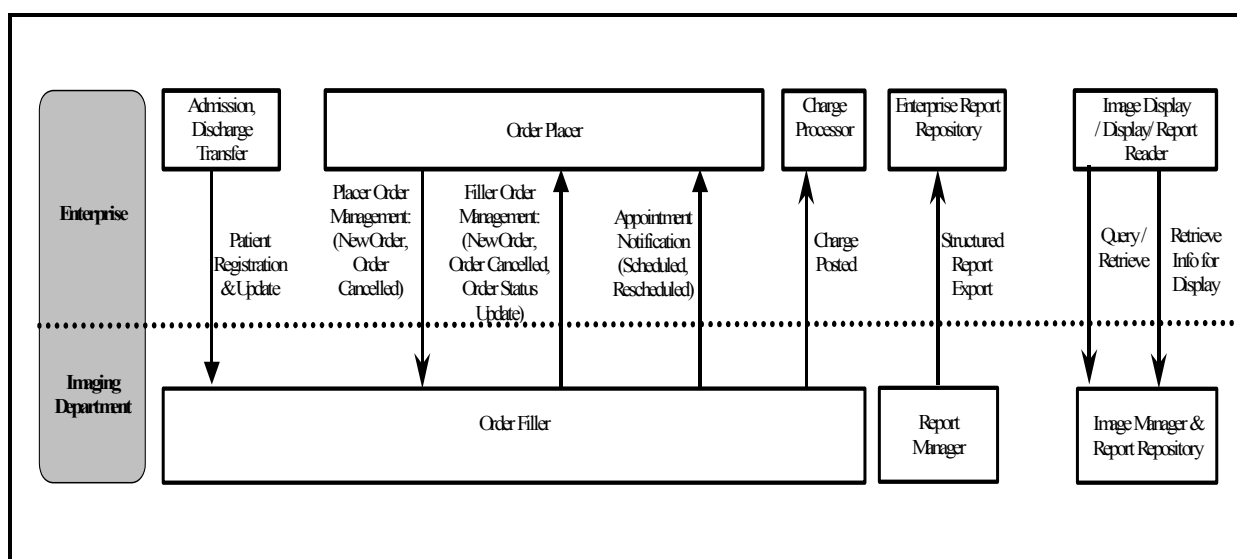 Admission,
Discharge
Transfer
Order Placer
Charge
Processor
Enterprise Report
Repository
Image Display
/ Display/ Report
Reader
Enterprise
Patient
Registration
& Update
Placer Order
Management:
(New Order,
Order
Cancelled)
Filler Order
Management:
(New Order,
Order Cancelled,
Order Status
Update)
Appointment
Notification
(Scheduled,
Rescheduled)
Charge
Posted
Structured
Report
Export
Query /
Retrieve
Retrieve
Info for
Display
Imaging
Department
Order Filler
Report
Manager
Image Manager &
Report Repository